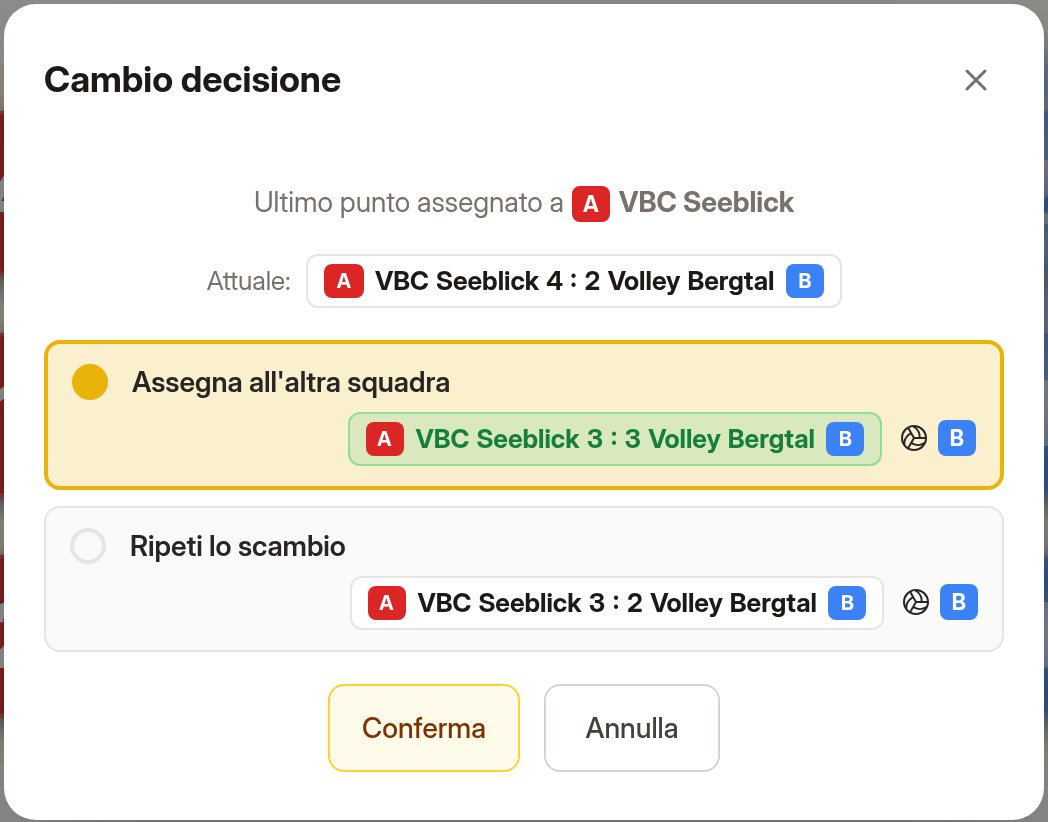 Cambio decisione
Ultimo punto assegnato a A VBC Seeblick
Attuale: A VBC Seeblick 4 : 2 Volley Bergtal B
Assegna all'altra squadra
A VBC Seeblick 3 : 3 Volley Bergtal B B
Ripeti lo scambio
A VBC Seeblick 3 : 2 Volley Bergtal B B
Conferma Annulla